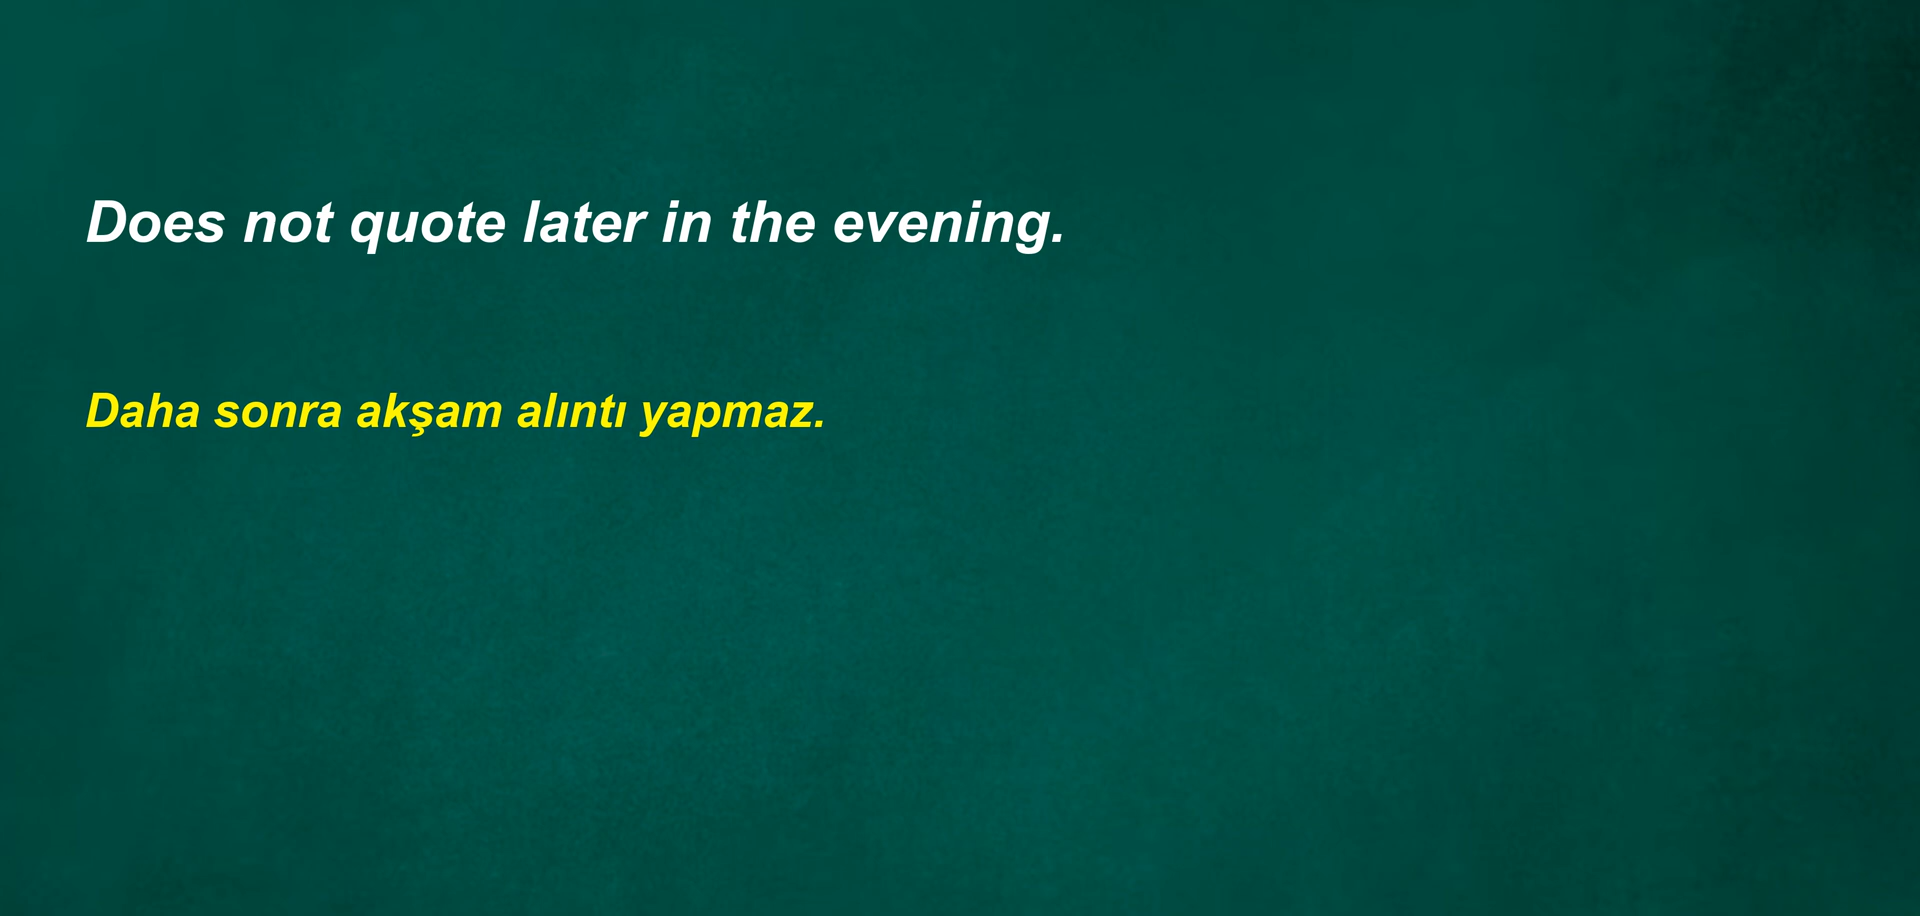 Does not quote later in the evening.
Daha sonra akşam alıntı yapmaz.